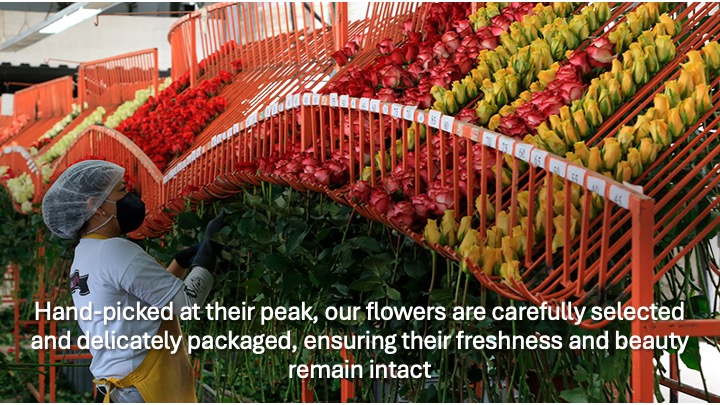 Hand-picked at their peak, our flowers are carefully selected
and delicately packaged, ensuring their freshness and beauty
remain intact